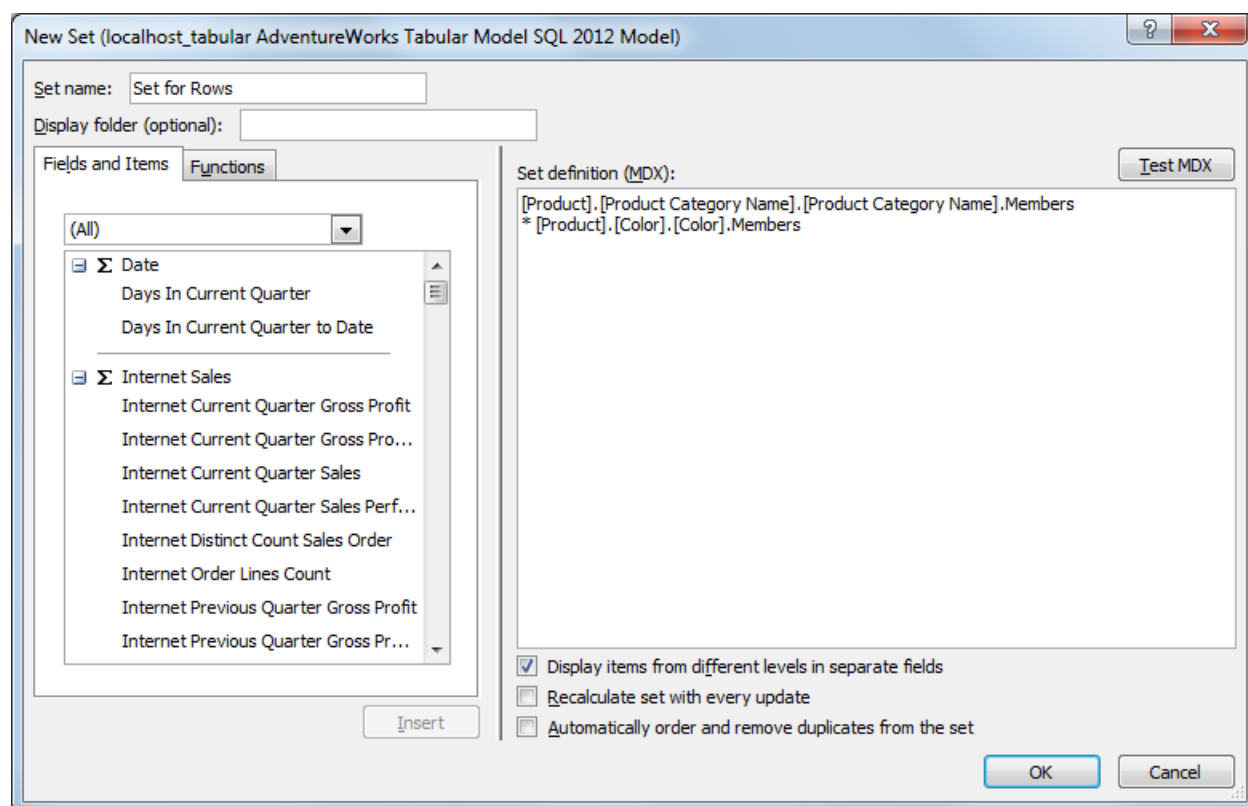 New Set (localhost_tabular AdventureWorks Tabular Model SQL 2012 Model)
Set name: Set for Rows
Display folder (optional):
Fields and Items Functions
(All)
Σ Date
Days In Current Quarter
Days In Current Quarter to Date
Σ Internet Sales
Internet Current Quarter Gross Profit
Internet Current Quarter Gross Pro...
Internet Current Quarter Sales
Internet Current Quarter Sales Perf...
Internet Distinct Count Sales Order
Internet Order Lines Count
Internet Previous Quarter Gross Profit
Internet Previous Quarter Gross Pr...
Insert
Set definition (MDX):
Test MDX
[Product].[Product Category Name].[Product Category Name].Members
* [Product].[Color].[Color].Members
Display items from different levels in separate fields
Recalculate set with every update
Automatically order and remove duplicates from the set
OK Cancel